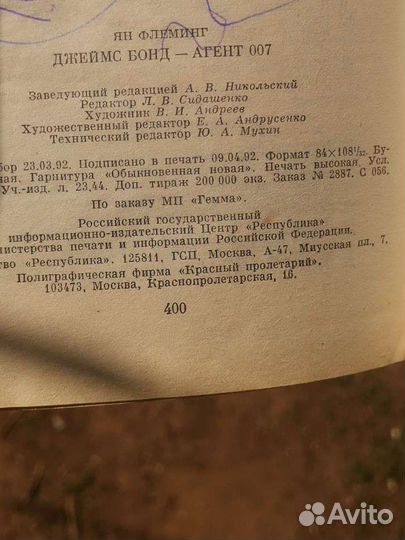 ЯН ФЛЕМИНГ
ДЖЕЙМС БОНД — АГЕНТ 007
Заведующий редакцией А. В. Никольский
Редактор Л. В. Сидашенко
Художник В. И. Андреев
Художественный редактор Е. А. Андрусенко
Технический редактор Ю. А. Мухин
бор 23.03.92. Подписано в печать 09.04.92. Формат 84×108¹/₃₂. Бу-
ная. Гарнитура «Обыкновенная новая». Печать высокая. Усл.
Уч.-изд. л. 23,44. Доп. тираж 200 000 экз. Заказ № 2887. С 056.
По заказу МП «Гемма».
Российский государственный
информационно-издательский Центр «Республика»
инистерства печати и информации Российской Федерации.
ство «Республика». 125811, ГСП, Москва, А-47, Миусская пл., 7.
Полиграфическая фирма «Красный пролетарий».
103473, Москва, Краснопролетарская, 16.
400
Avito